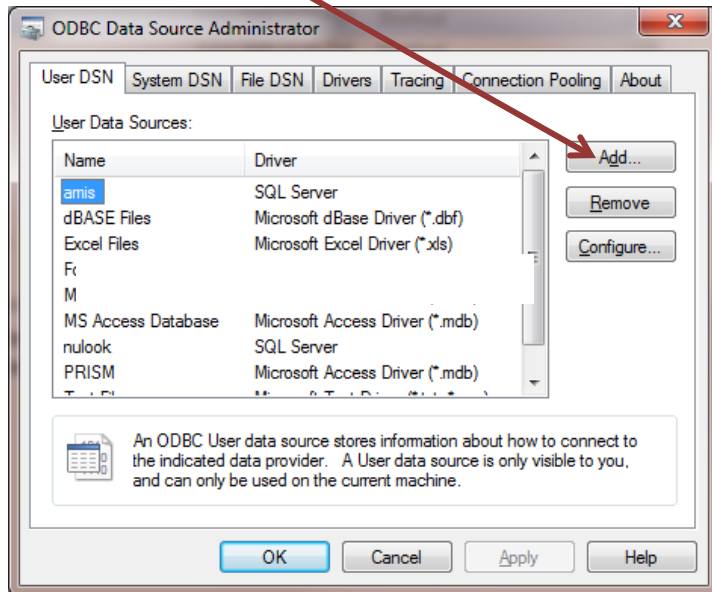 ODBC Data Source Administrator
User DSN System DSN File DSN Drivers Tracing Connection Pooling About
User Data Sources:
Name Driver
Add...
amis SQL Server
Remove
dBASE Files Microsoft dBase Driver (*.dbf)
Excel Files Microsoft Excel Driver (*.xls)
Configure...
M
MS Access Database Microsoft Access Driver (*.mdb)
nulook SQL Server
PRISM Microsoft Access Driver (*.mdb)
An ODBC User data source stores information about how to connect to
the indicated data provider. A User data source is only visible to you,
and can only be used on the current machine.
OK Cancel Apply Help